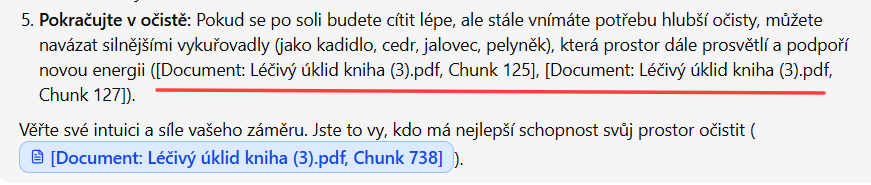 5. Pokračujte v očistě: Pokud se po soli budete cítit lépe, ale stále vnímáte potřebu hlubší očisty, můžete
navázat silnějšími vykuřovadly (jako kadidlo, cedr, jalovec, pelyněk), která prostor dále prosvětlí a podpoří
novou energii ([Document: Léčivý úklid kniha (3).pdf, Chunk 125], [Document: Léčivý úklid kniha (3).pdf,
Chunk 127]).
Věřte své intuici a síle vašeho záměru. Jste to vy, kdo má nejlepší schopnost svůj prostor očistit (
[Document: Léčivý úklid kniha (3).pdf, Chunk 738] ).